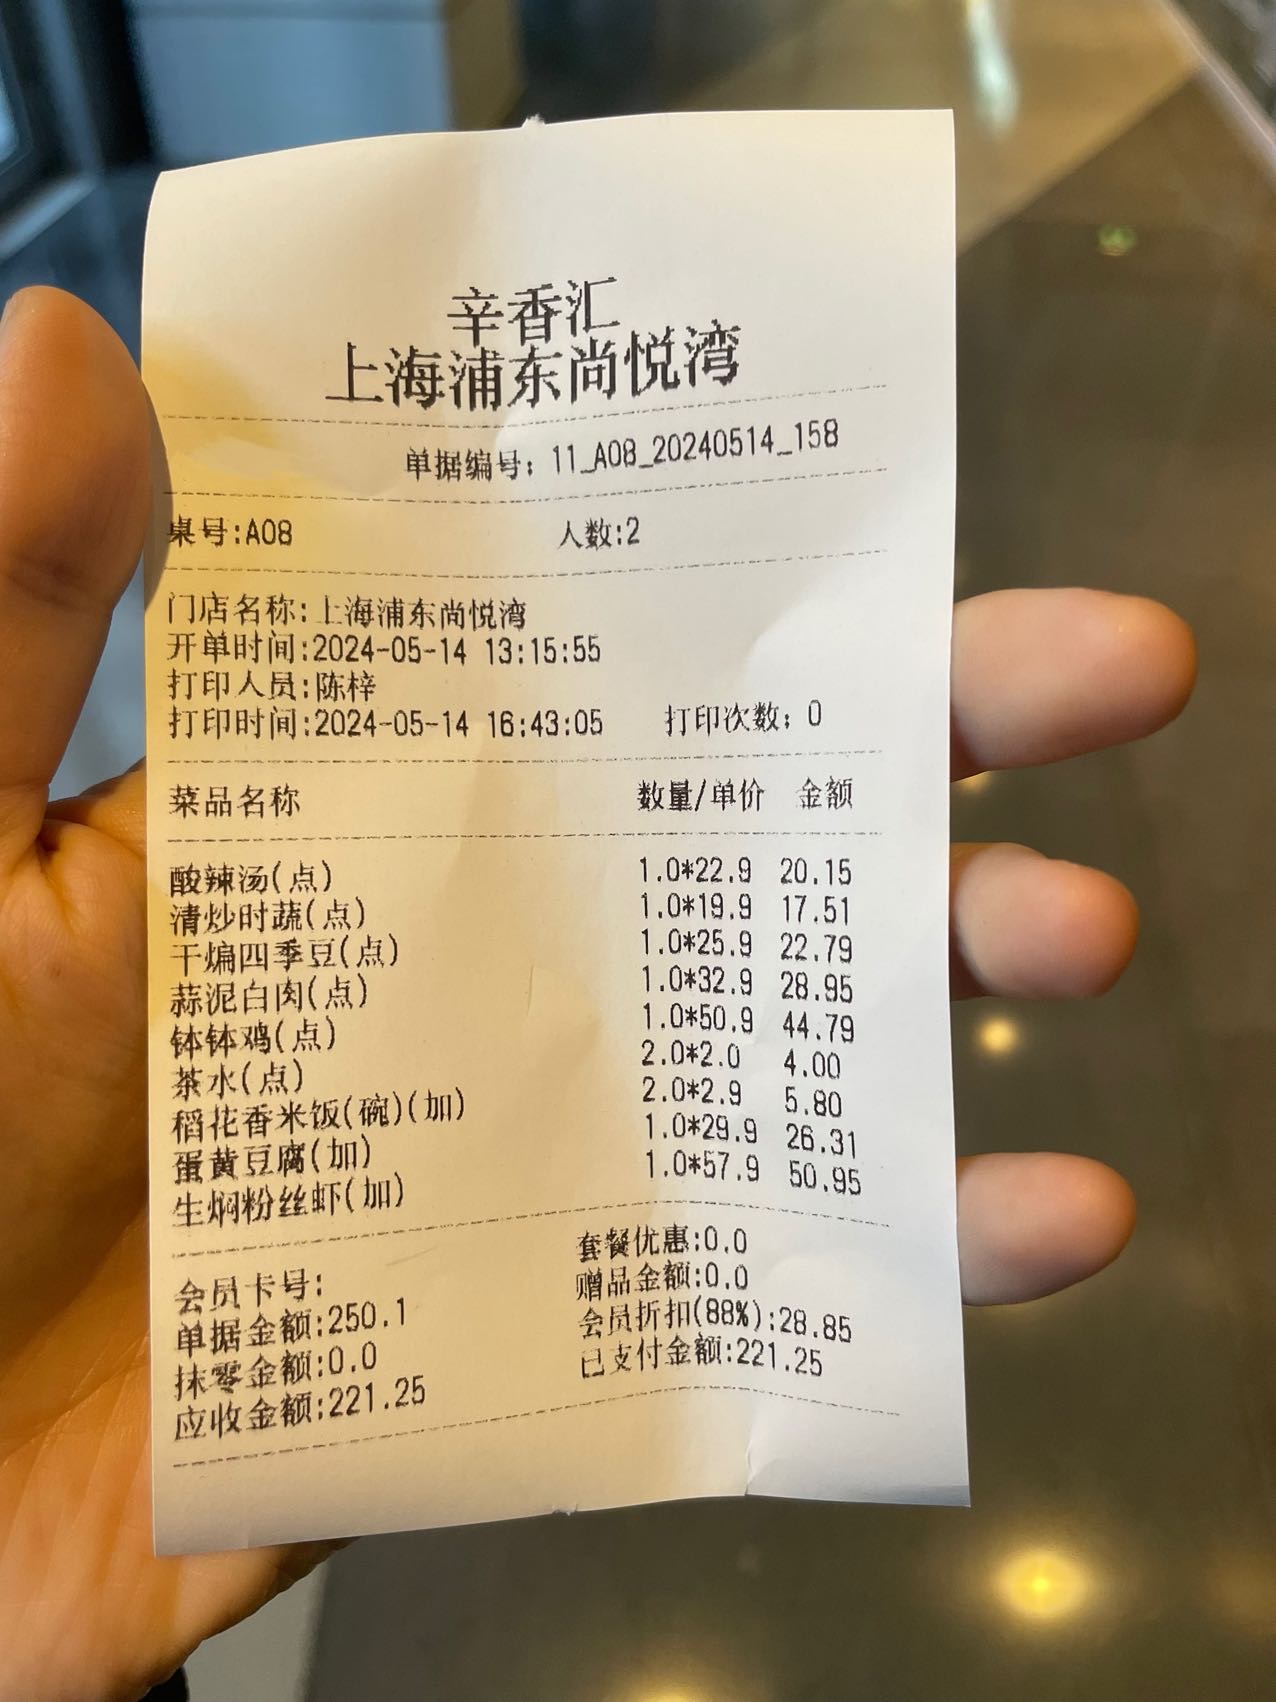 辛香汇
上海浦东尚悦湾
单据编号：11_A08_20240514_158
桌号:A08 人数:2
门店名称:上海浦东尚悦湾
开单时间:2024-05-14 13:15:55
打印人员:陈梓
打印时间:2024-05-14 16:43:05 打印次数：0
菜品名称 数量/单价 金额
酸辣汤(点) 1.0*22.9 20.15
清炒时蔬(点) 1.0*19.9 17.51
干煸四季豆(点) 1.0*25.9 22.79
蒜泥白肉(点) 1.0*32.9 28.95
钵钵鸡(点) 1.0*50.9 44.79
茶水(点) 2.0*2.0 4.00
稻花香米饭(碗)(加) 2.0*2.9 5.80
蛋黄豆腐(加) 1.0*29.9 26.31
生焖粉丝虾(加) 1.0*57.9 50.95
会员卡号: 套餐优惠:0.0
单据金额:250.1 赠品金额:0.0
抹零金额:0.0 会员折扣(88%):28.85
应收金额:221.25 已支付金额:221.25